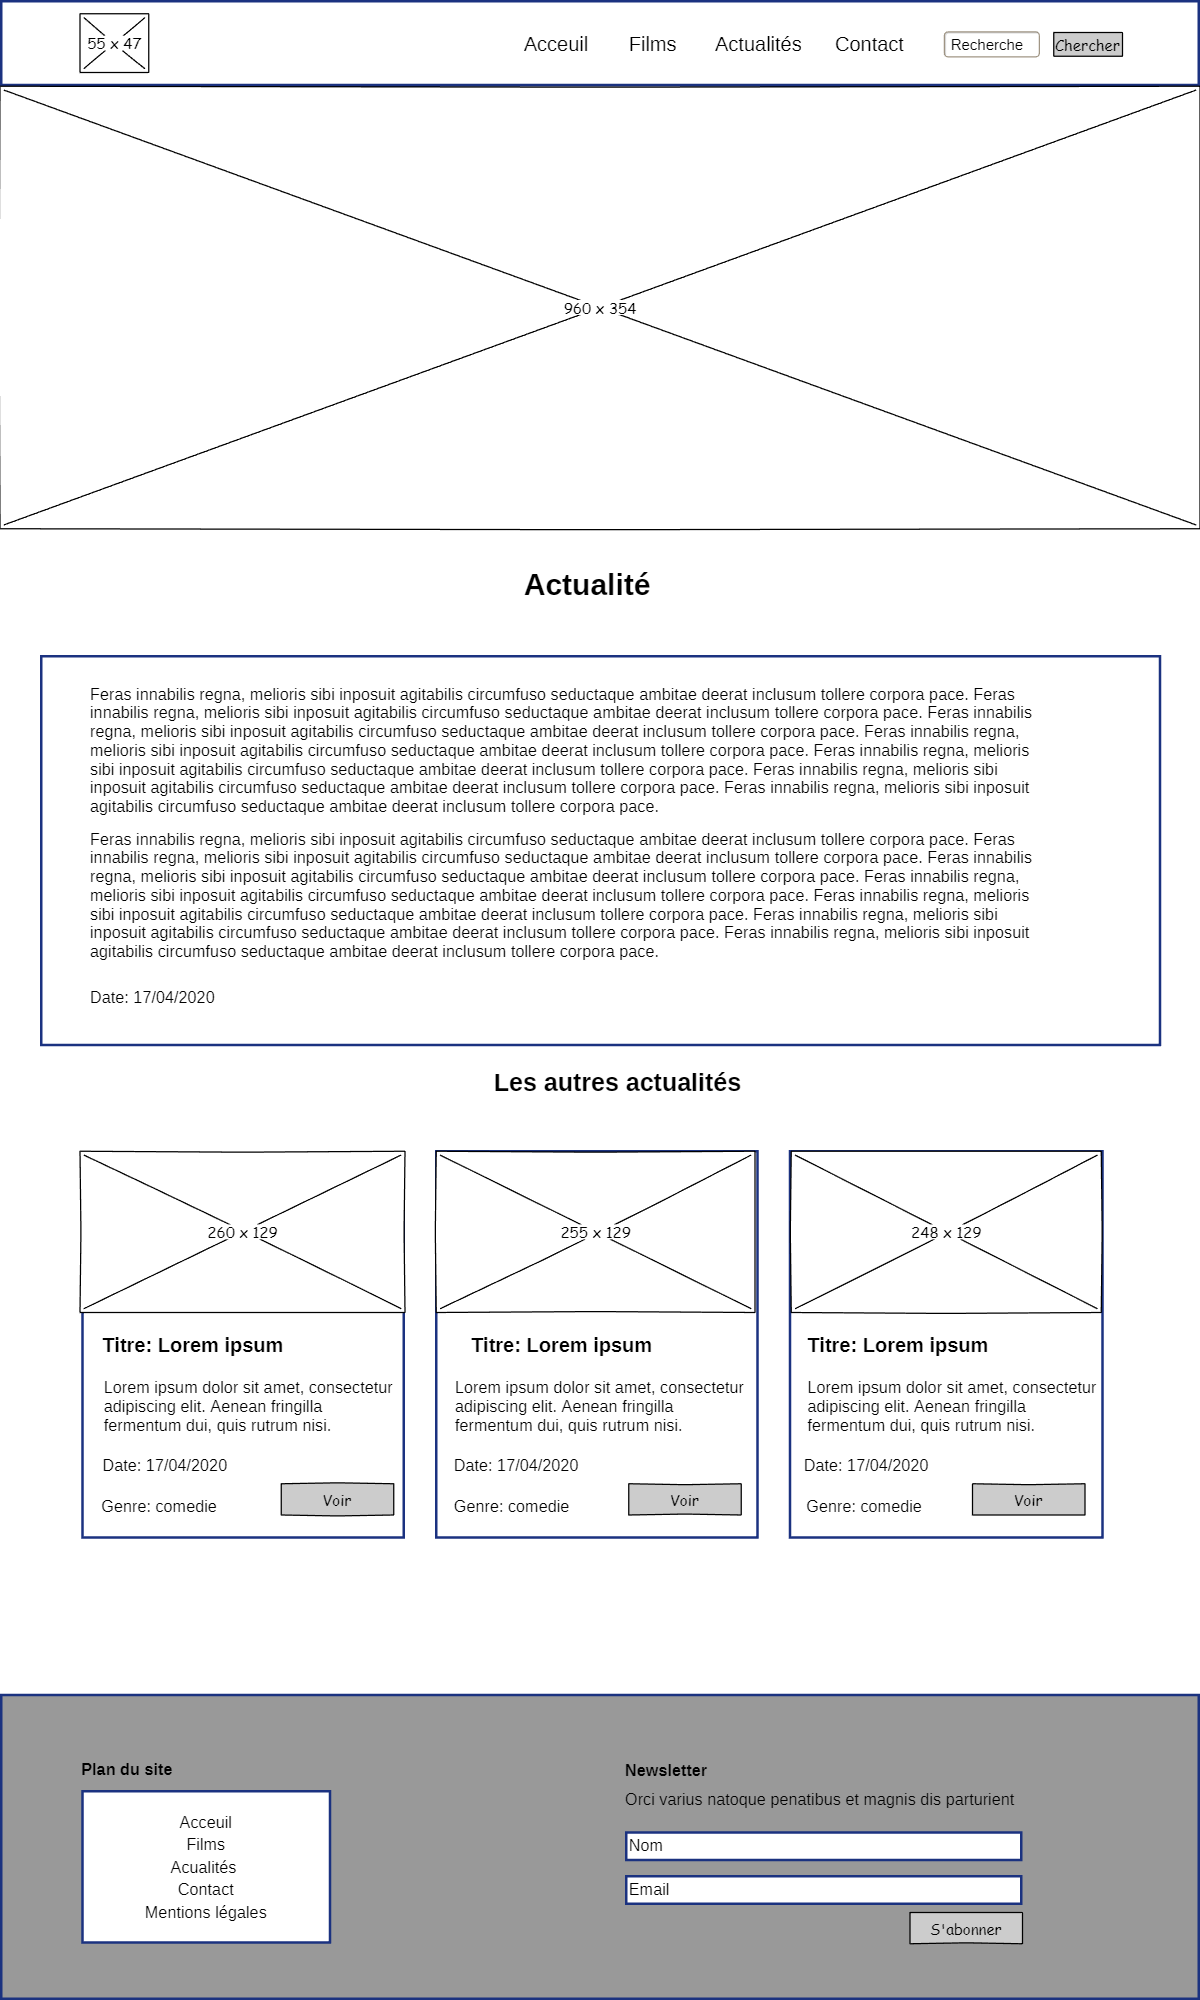 55 x 47
Acceuil Films Actualités Contact Recherche Chercher
960 x 354
Actualité
Feras innabilis regna, melioris sibi inposuit agitabilis circumfuso seductaque ambitae deerat inclusum tollere corpora pace. Feras
innabilis regna, melioris sibi inposuit agitabilis circumfuso seductaque ambitae deerat inclusum tollere corpora pace. Feras innabilis
regna, melioris sibi inposuit agitabilis circumfuso seductaque ambitae deerat inclusum tollere corpora pace. Feras innabilis regna,
melioris sibi inposuit agitabilis circumfuso seductaque ambitae deerat inclusum tollere corpora pace. Feras innabilis regna, melioris
sibi inposuit agitabilis circumfuso seductaque ambitae deerat inclusum tollere corpora pace. Feras innabilis regna, melioris sibi
inposuit agitabilis circumfuso seductaque ambitae deerat inclusum tollere corpora pace. Feras innabilis regna, melioris sibi inposuit
agitabilis circumfuso seductaque ambitae deerat inclusum tollere corpora pace.
Feras innabilis regna, melioris sibi inposuit agitabilis circumfuso seductaque ambitae deerat inclusum tollere corpora pace. Feras
innabilis regna, melioris sibi inposuit agitabilis circumfuso seductaque ambitae deerat inclusum tollere corpora pace. Feras innabilis
regna, melioris sibi inposuit agitabilis circumfuso seductaque ambitae deerat inclusum tollere corpora pace. Feras innabilis regna,
melioris sibi inposuit agitabilis circumfuso seductaque ambitae deerat inclusum tollere corpora pace. Feras innabilis regna, melioris
sibi inposuit agitabilis circumfuso seductaque ambitae deerat inclusum tollere corpora pace. Feras innabilis regna, melioris sibi
inposuit agitabilis circumfuso seductaque ambitae deerat inclusum tollere corpora pace. Feras innabilis regna, melioris sibi inposuit
agitabilis circumfuso seductaque ambitae deerat inclusum tollere corpora pace.
Date: 17/04/2020
Les autres actualités
260 x 129
Titre: Lorem ipsum
Lorem ipsum dolor sit amet, consectetur
adipiscing elit. Aenean fringilla
fermentum dui, quis rutrum nisi.
Date: 17/04/2020
Genre: comedie
Voir
255 x 129
Titre: Lorem ipsum
Lorem ipsum dolor sit amet, consectetur
adipiscing elit. Aenean fringilla
fermentum dui, quis rutrum nisi.
Date: 17/04/2020
Genre: comedie
Voir
248 x 129
Titre: Lorem ipsum
Lorem ipsum dolor sit amet, consectetur
adipiscing elit. Aenean fringilla
fermentum dui, quis rutrum nisi.
Date: 17/04/2020
Genre: comedie
Voir
Plan du site
Acceuil
Films
Acualités
Contact
Mentions légales
Newsletter
Orci varius natoque penatibus et magnis dis parturient
Nom
Email
S'abonner